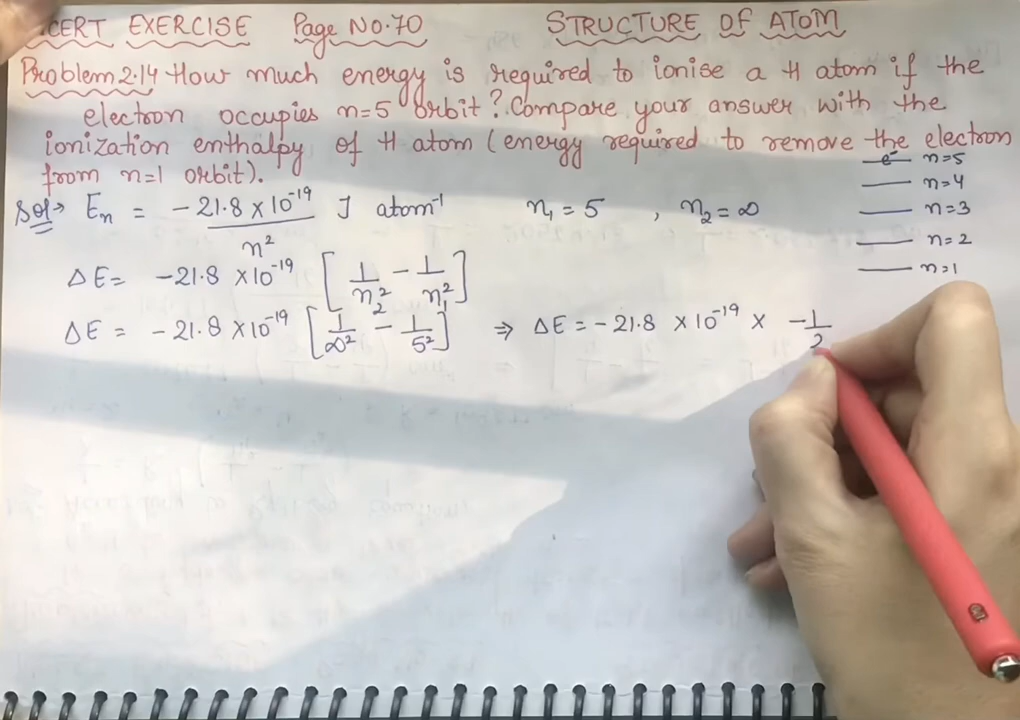 CERT EXERCISE Page No.70 STRUCTURE OF ATOM
Problem 2.14 How much energy is required to ionise a H atom if the
electron occupies n=5 orbit? Compare your answer with the
ionization enthalpy of H atom (energy required to remove the electron
from n=1 orbit).
e⁻ n=5
n=4
n=3
n=2
n=1
Sol→ Eₙ = -21.8 × 10⁻¹⁹ / n² J atom⁻¹ n₁ = 5 , n₂ = ∞
ΔE = -21.8 × 10⁻¹⁹ [1/n₂² - 1/n₁²]
ΔE = -21.8 × 10⁻¹⁹ [1/∞² - 1/5²] ⇒ ΔE = -21.8 × 10⁻¹⁹ × -1/2